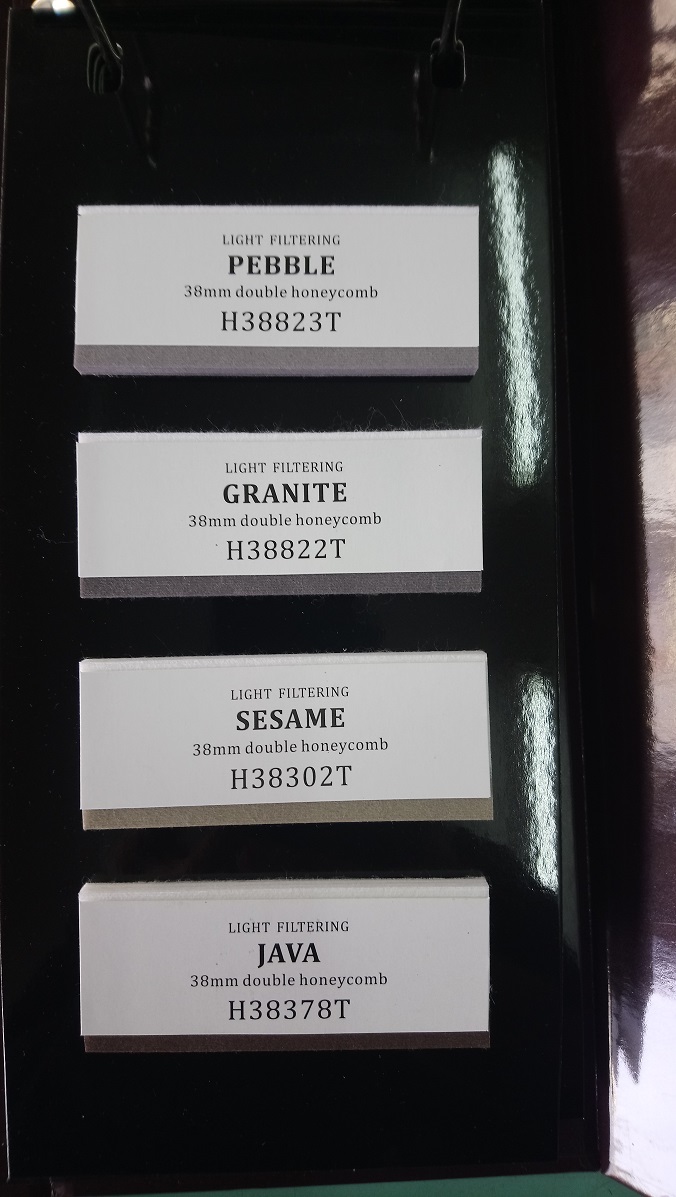 LIGHT FILTERING
PEBBLE
38mm double honeycomb
H38823T
LIGHT FILTERING
GRANITE
38mm double honeycomb
H38822T
LIGHT FILTERING
SESAME
38mm double honeycomb
H38302T
LIGHT FILTERING
JAVA
38mm double honeycomb
H38378T